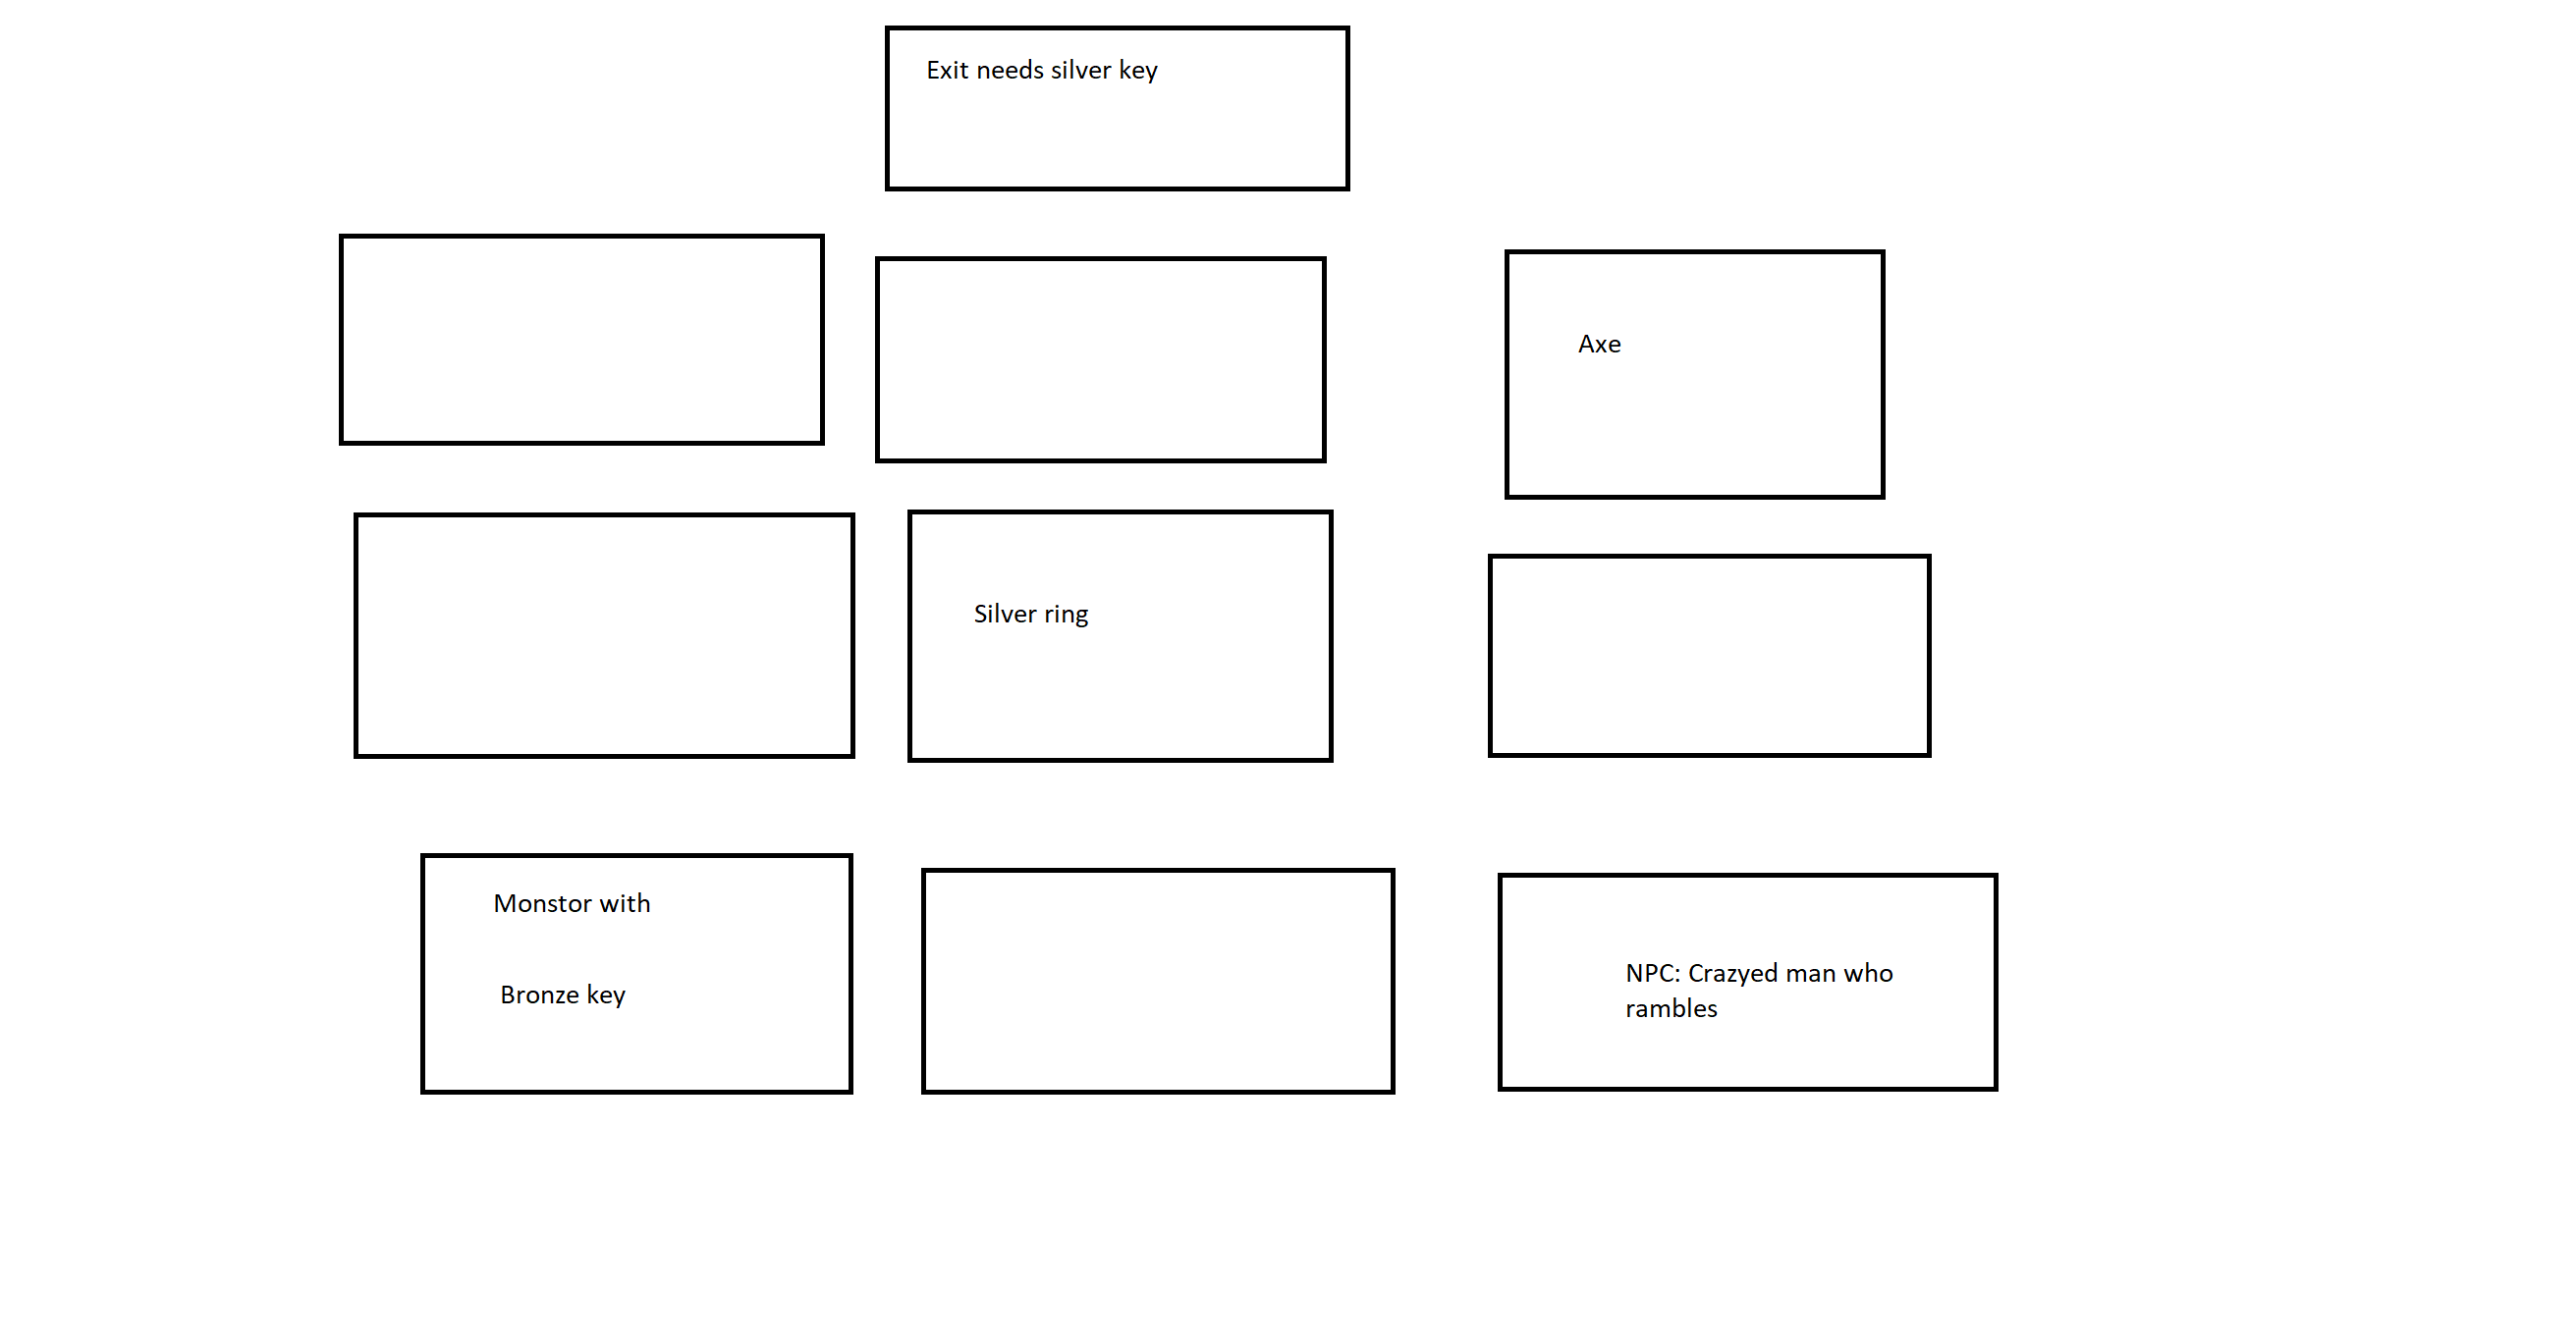 Exit needs silver key
Axe
Silver ring
Monstor with
Bronze key
NPC: Crazyed man who
rambles